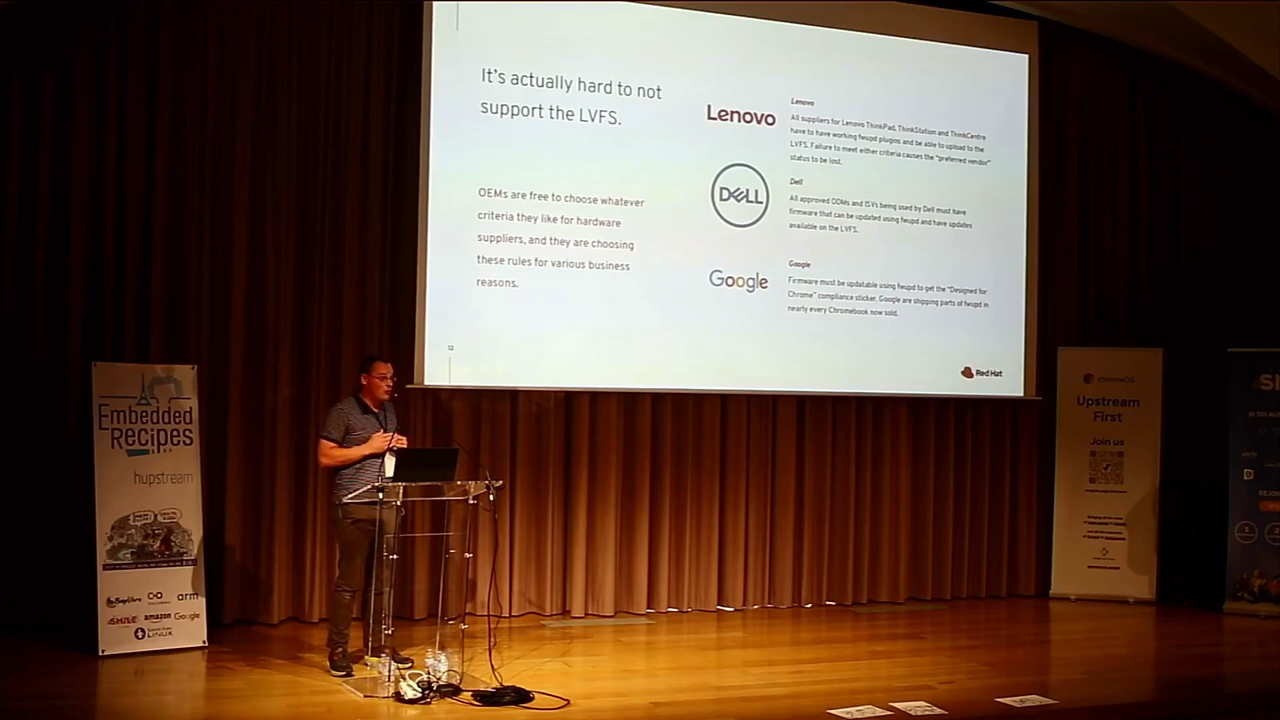 It's actually hard to not
support the LVFS.
OEMs are free to choose whatever
criteria they like for hardware
suppliers, and they are choosing
these rules for various business
reasons.
12
Lenovo
Lenovo
All suppliers for Lenovo ThinkPad, ThinkStation and ThinkCentre
have to have working fwupd plugins and be able to upload to the
LVFS. Failure to meet either criteria causes the "preferred vendor"
status to be lost.
DELL
Dell
All approved ODMs and ISVs being used by Dell must have
firmware that can be updated using fwupd and have updates
available on the LVFS.
Google
Google
Firmware must be updatable using fwupd to get the "Designed for
Chrome" compliance sticker. Google are shipping parts of fwupd in
nearly every Chromebook now sold.
Red Hat
Embedded
Recipes
hupstream
BayLibre
arm
SMILE
amazon
Google
LINUX
chromeOS
Upstream
First
Join us